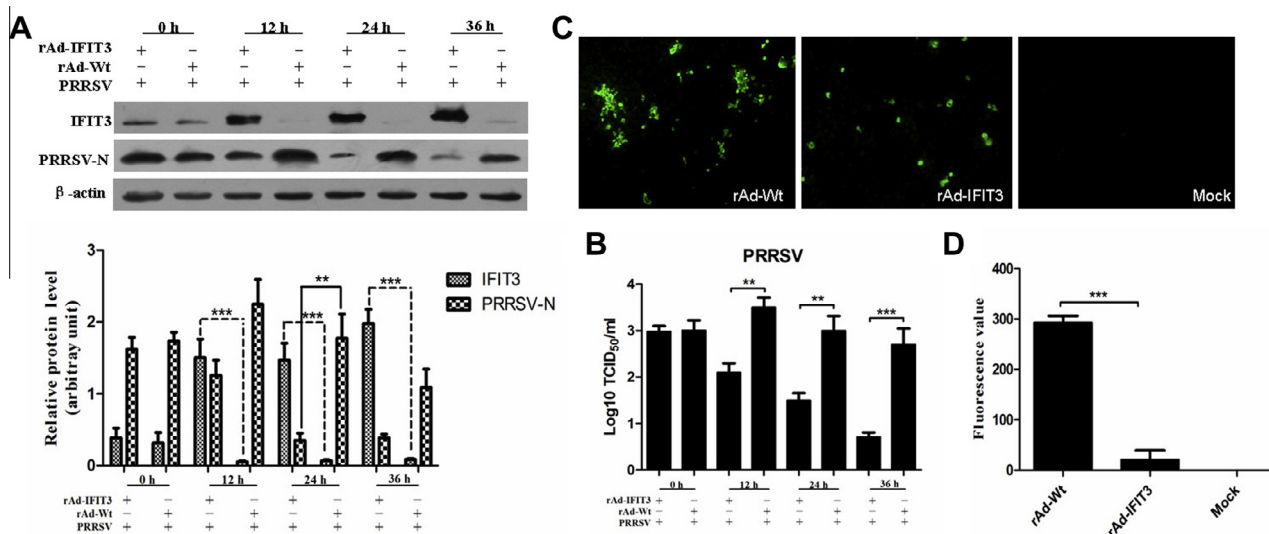 A
0 h 12 h 24 h 36 h
rAd-IFIT3 + − + − + − + −
rAd-Wt − + − + − + − +
PRRSV + + + + + + + +
IFIT3
PRRSV-N
β-actin
3
2
1
0
Relative protein level
(arbitray unit)
*** *** ** ***
IFIT3
PRRSV-N
0 h 12 h 24 h 36 h
rAd-IFIT3 + − + − + − + −
rAd-Wt − + − + − + − +
PRRSV + + + + + + + +
C
rAd-Wt
rAd-IFIT3
Mock
B
PRRSV
4
3
2
1
0
Log10 TCID50/ml
** ** ***
0 h 12 h 24 h 36 h
rAd-IFIT3 + − + − + − + −
rAd-Wt − + − + − + − +
PRRSV + + + + + + + +
D
400
300
200
100
0
Fluorescence value
***
rAd-Wt
rAd-IFIT3
Mock